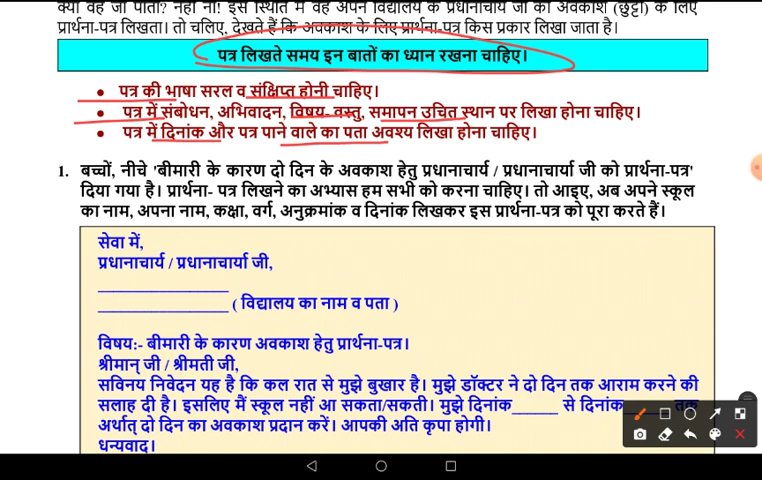 क्या वह जा पाता? नहीं ना! इस स्थिति में वह अपने विद्यालय के प्रधानाचार्य जी को अवकाश (छुट्टी) के लिए
प्रार्थना-पत्र लिखता। तो चलिए, देखते हैं कि अवकाश के लिए प्रार्थना-पत्र किस प्रकार लिखा जाता है।
पत्र लिखते समय इन बातों का ध्यान रखना चाहिए।
• पत्र की भाषा सरल व संक्षिप्त होनी चाहिए।
• पत्र में संबोधन, अभिवादन, विषय- वस्तु, समापन उचित स्थान पर लिखा होना चाहिए।
• पत्र में दिनांक और पत्र पाने वाले का पता अवश्य लिखा होना चाहिए।
1. बच्चों, नीचे 'बीमारी के कारण दो दिन के अवकाश हेतु प्रधानाचार्य / प्रधानाचार्या जी को प्रार्थना-पत्र'
दिया गया है। प्रार्थना- पत्र लिखने का अभ्यास हम सभी को करना चाहिए। तो आइए, अब अपने स्कूल
का नाम, अपना नाम, कक्षा, वर्ग, अनुक्रमांक व दिनांक लिखकर इस प्रार्थना-पत्र को पूरा करते हैं।
सेवा में,
प्रधानाचार्य / प्रधानाचार्या जी,
________________
________________ ( विद्यालय का नाम व पता )
विषय:- बीमारी के कारण अवकाश हेतु प्रार्थना-पत्र।
श्रीमान् जी / श्रीमती जी,
सविनय निवेदन यह है कि कल रात से मुझे बुखार है। मुझे डॉक्टर ने दो दिन तक आराम करने की
सलाह दी है। इसलिए मैं स्कूल नहीं आ सकता/सकती। मुझे दिनांक______ से दिनांक______ तक
अर्थात् दो दिन का अवकाश प्रदान करें। आपकी अति कृपा होगी।
धन्यवाद।